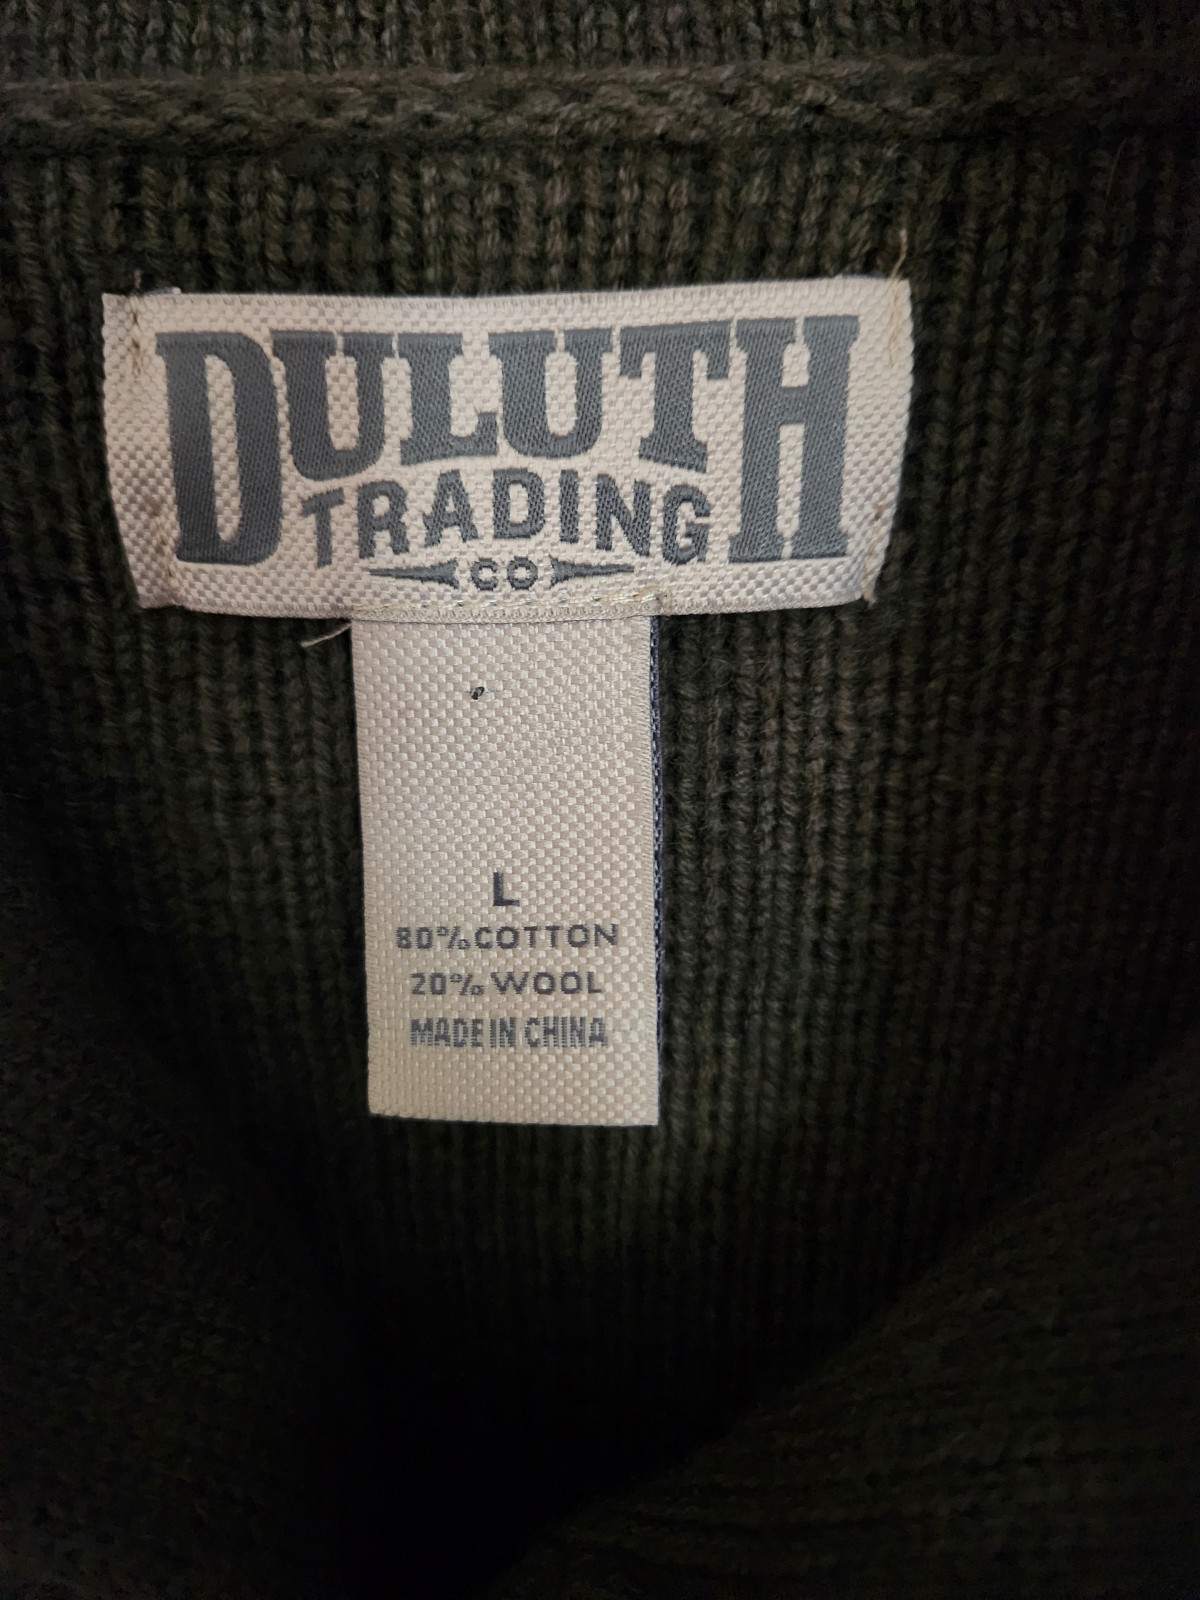 DULUTH
TRADING
CO
L
80% COTTON
20% WOOL
MADE IN CHINA